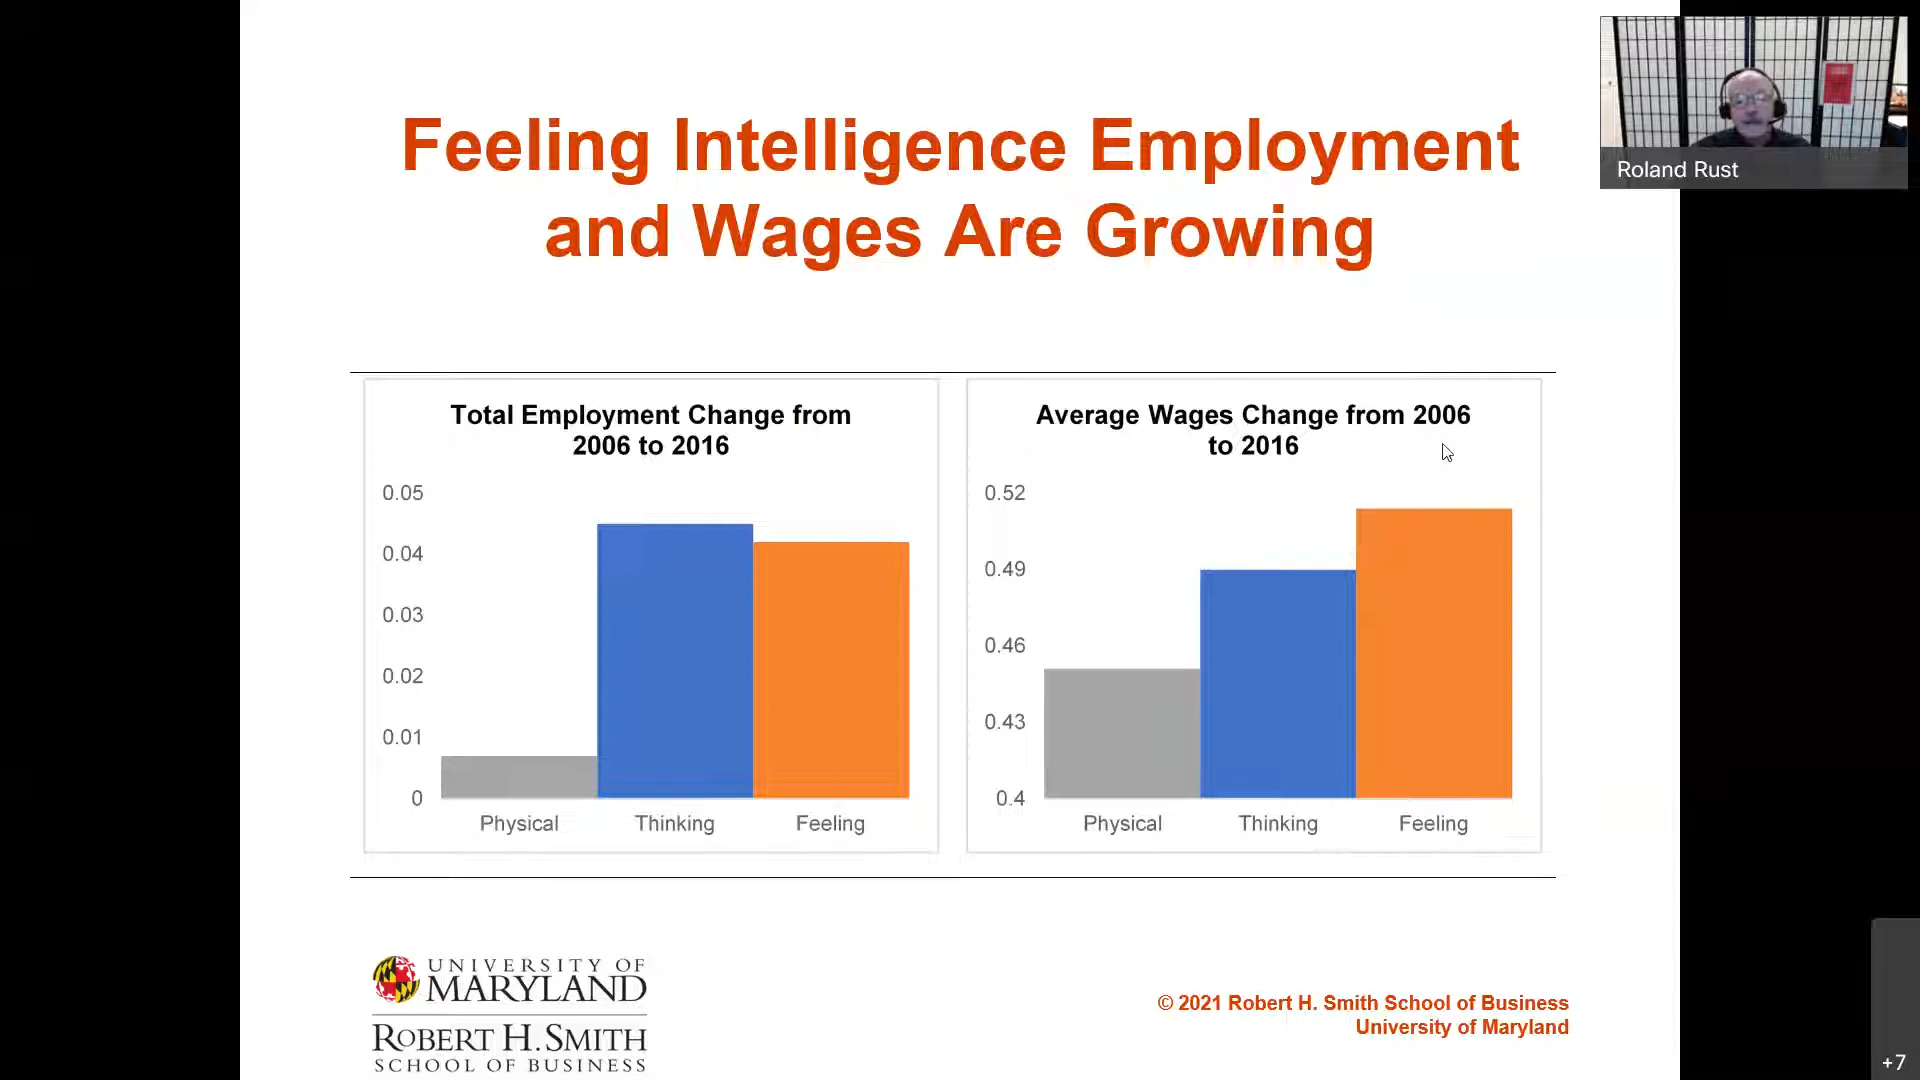 Feeling Intelligence Employment
and Wages Are Growing
Roland Rust
Total Employment Change from
2006 to 2016
0.05
0.04
0.03
0.02
0.01
0
Physical Thinking Feeling
Average Wages Change from 2006
to 2016
0.52
0.49
0.46
0.43
0.4
Physical Thinking Feeling
UNIVERSITY OF
MARYLAND
ROBERT H. SMITH
SCHOOL OF BUSINESS
© 2021 Robert H. Smith School of Business
University of Maryland
+7